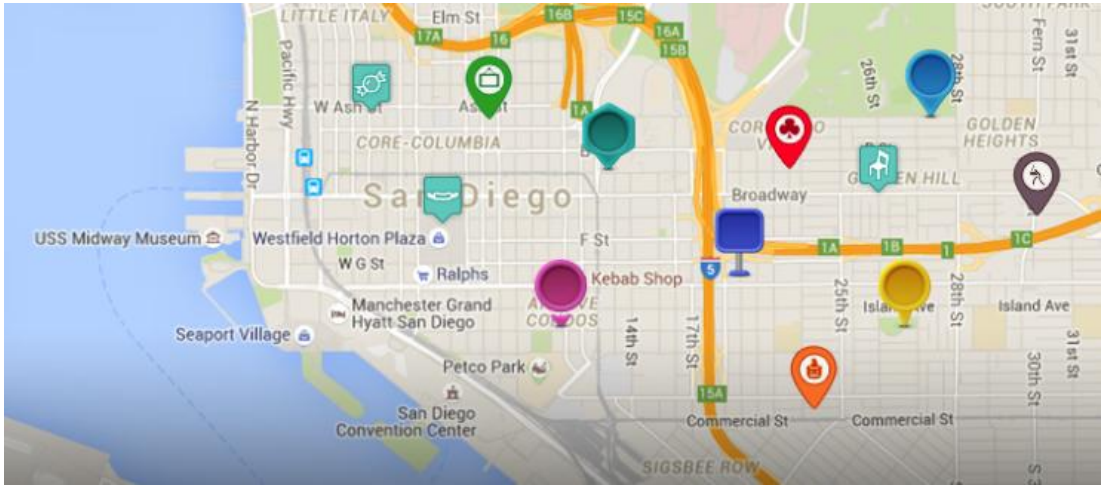 LITTLE ITALY
Elm St
16B
15C
17A
16
16A
15B
Pacific Hwy
N Harbor Dr
W Ash St
1A
CORE-COLUMBIA
26th St
28th St
Fern St
31st St
GOLDEN
HEIGHTS
San Diego
Broadway
USS Midway Museum
Westfield Horton Plaza
F St
W G St
Ralphs
Kebab Shop
5
1A
1B
1
1C
Manchester Grand
Hyatt San Diego
Seaport Village
CONDOS
14th St
17th St
25th St
28th St
Island Ave
31st St
30th St
Petco Park
15A
San Diego
Convention Center
Commercial St
Commercial St
SIGSBEE ROW